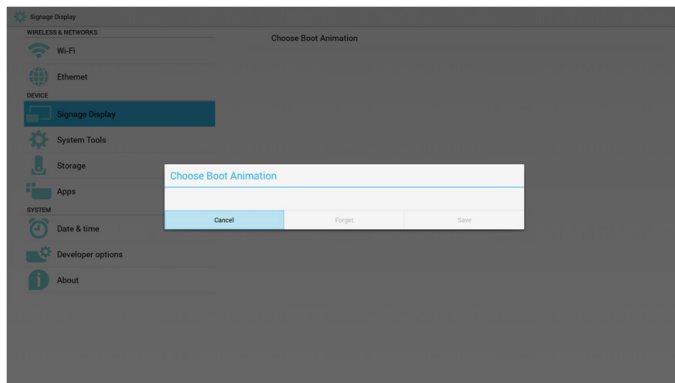 Signage Display
WIRELESS & NETWORKS
Wi-Fi
Ethernet
DEVICE
Signage Display
System Tools
Storage
Apps
SYSTEM
Date & time
Developer options
About
Choose Boot Animation
Choose Boot Animation
Cancel Forget Save